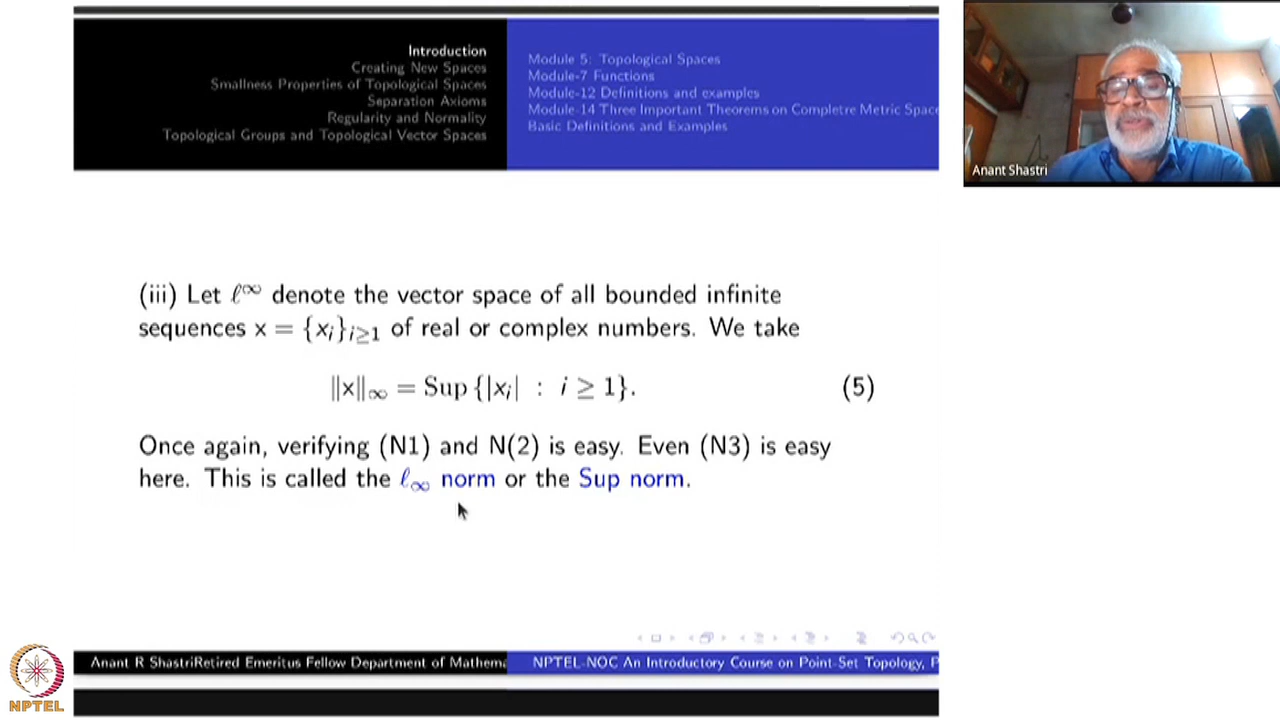 Introduction
Creating New Spaces
Smallness Properties of Topological Spaces
Separation Axioms
Regularity and Normality
Topological Groups and Topological Vector Spaces
Module 5: Topological Spaces
Module-7 Functions
Module-12 Definitions and examples
Module-14 Three Important Theorems on Completre Metric Space
Basic Definitions and Examples
Anant Shastri
(iii) Let ℓ^∞ denote the vector space of all bounded infinite
sequences x = {x_i}_{i≥1} of real or complex numbers. We take
‖x‖_∞ = Sup {|x_i| : i ≥ 1}. (5)
Once again, verifying (N1) and N(2) is easy. Even (N3) is easy
here. This is called the ℓ_∞ norm or the Sup norm.
Anant R ShastriRetired Emeritus Fellow Department of Mathema
NPTEL-NOC An Introductory Course on Point-Set Topology, P
NPTEL